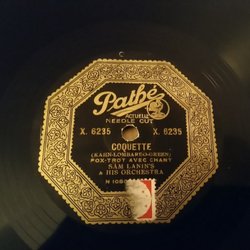 Pathé
ACTUELLE
NEEDLE CUT
X. 6235 X. 6235
COQUETTE
(KAHN-LOMBARDO-GREEN)
FOX-TROT AVEC CHANT
SAM LANIN'S
& HIS ORCHESTRA